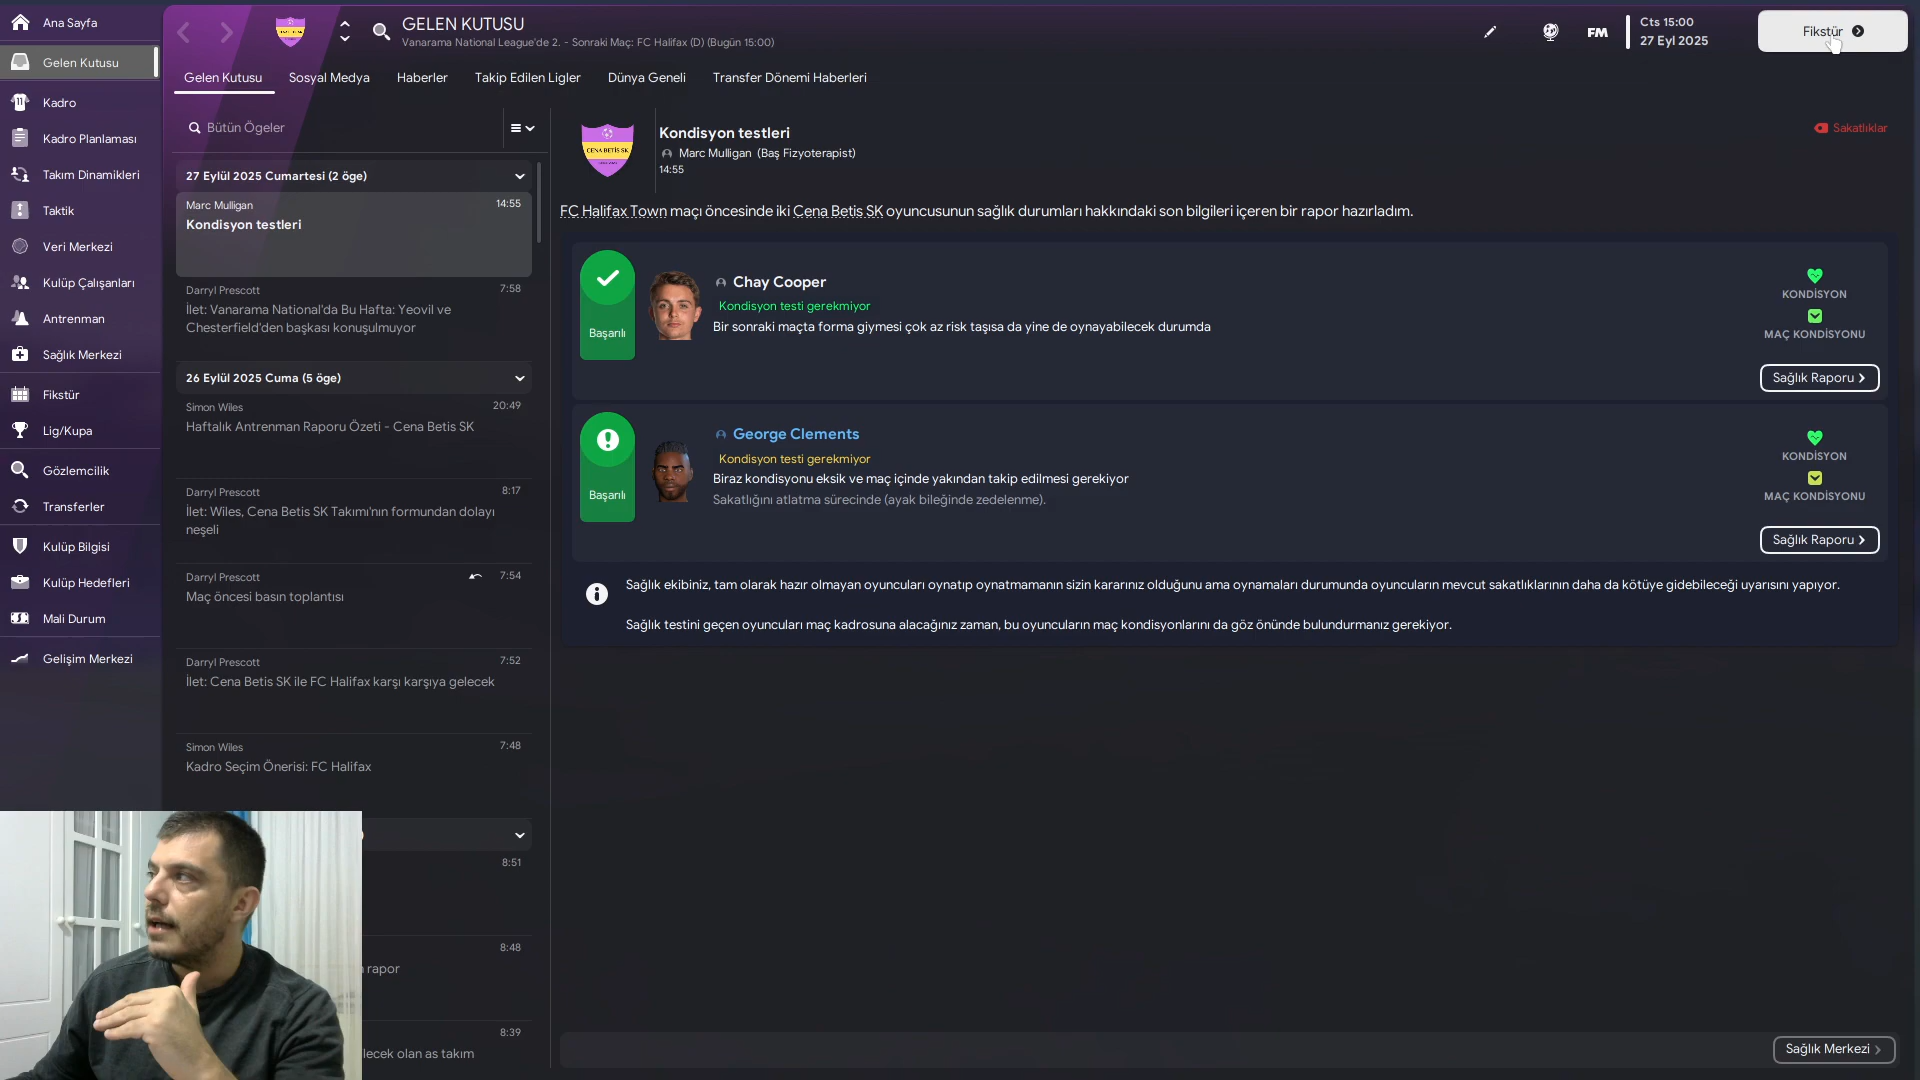 Ana Sayfa
Gelen Kutusu
Kadro
Kadro Planlaması
Takım Dinamikleri
Taktik
Veri Merkezi
Kulüp Çalışanları
Antrenman
Sağlık Merkezi
Fikstür
Lig/Kupa
Gözlemcilik
Transferler
Kulüp Bilgisi
Kulüp Hedefleri
Mali Durum
Gelişim Merkezi
GELEN KUTUSU
Vanarama National League'de 2. - Sonraki Maç: FC Halifax (D) (Bugün 15:00)
FM
Cts 15:00
27 Eyl 2025
Fikstür
Gelen Kutusu
Sosyal Medya
Haberler
Takip Edilen Ligler
Dünya Geneli
Transfer Dönemi Haberleri
Bütün Ögeler
27 Eylül 2025 Cumartesi (2 öge)
Marc Mulligan 14:55
Kondisyon testleri
Darryl Prescott 7:58
İlet: Vanarama National'da Bu Hafta: Yeovil ve
Chesterfield'den başkası konuşulmuyor
26 Eylül 2025 Cuma (5 öge)
Simon Wiles 20:49
Haftalık Antrenman Raporu Özeti - Cena Betis SK
Darryl Prescott 8:17
İlet: Wiles, Cena Betis SK Takımı'nın formundan dolayı
neşeli
Darryl Prescott 7:54
Maç öncesi basın toplantısı
Darryl Prescott 7:52
İlet: Cena Betis SK ile FC Halifax karşı karşıya gelecek
Simon Wiles 7:48
Kadro Seçim Önerisi: FC Halifax
8:51
8:48
rapor
8:39
lecek olan as takım
CENA BETİS SK
Kondisyon testleri
Marc Mulligan (Baş Fizyoterapist)
14:55
Sakatlıklar
FC Halifax Town maçı öncesinde iki Cena Betis SK oyuncusunun sağlık durumları hakkındaki son bilgileri içeren bir rapor hazırladım.
Başarılı
Chay Cooper
Kondisyon testi gerekmiyor
Bir sonraki maçta forma giymesi çok az risk taşısa da yine de oynayabilecek durumda
KONDİSYON
MAÇ KONDİSYONU
Sağlık Raporu
Başarılı
George Clements
Kondisyon testi gerekmiyor
Biraz kondisyonu eksik ve maç içinde yakından takip edilmesi gerekiyor
Sakatlığını atlatma sürecinde (ayak bileğinde zedelenme).
KONDİSYON
MAÇ KONDİSYONU
Sağlık Raporu
Sağlık ekibiniz, tam olarak hazır olmayan oyuncuları oynatıp oynatmamanın sizin kararınız olduğunu ama oynamaları durumunda oyuncuların mevcut sakatlıklarının daha da kötüye gidebileceği uyarısını yapıyor.
Sağlık testini geçen oyuncuları maç kadrosuna alacağınız zaman, bu oyuncuların maç kondisyonlarını da göz önünde bulundurmanız gerekiyor.
Sağlık Merkezi